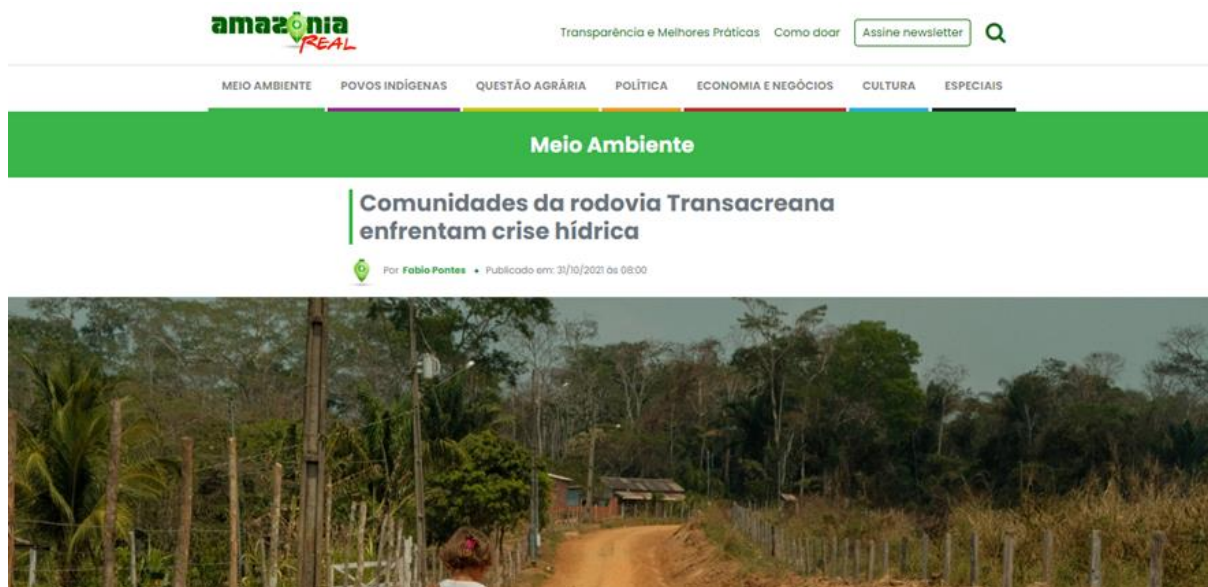 amazônia
REAL
Transparência e Melhores Práticas Como doar Assine newsletter
MEIO AMBIENTE POVOS INDÍGENAS QUESTÃO AGRÁRIA POLÍTICA ECONOMIA E NEGÓCIOS CULTURA ESPECIAIS
Meio Ambiente
Comunidades da rodovia Transacreana
enfrentam crise hídrica
Por Fabio Pontes • Publicado em: 31/10/2021 às 08:00